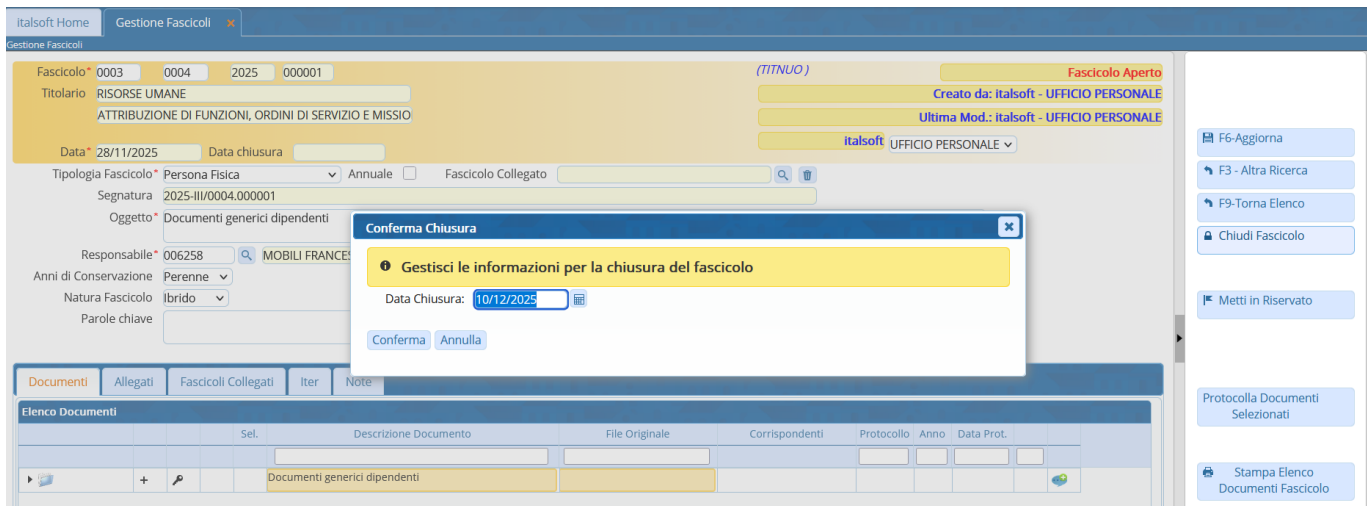 italsoft Home
Gestione Fascicoli
Gestione Fascicoli
Fascicolo* 0003 0004 2025 000001 (TITNUO ) Fascicolo Aperto
Titolario RISORSE UMANE Creato da: italsoft - UFFICIO PERSONALE
ATTRIBUZIONE DI FUNZIONI, ORDINI DI SERVIZIO E MISSIO Ultima Mod.: italsoft - UFFICIO PERSONALE
italsoft UFFICIO PERSONALE
Data* 28/11/2025 Data chiusura
Tipologia Fascicolo* Persona Fisica Annuale Fascicolo Collegato
Segnatura 2025-III/0004.000001
Oggetto* Documenti generici dipendenti
Responsabile* 006258 MOBILI FRANCES
Anni di Conservazione Perenne
Natura Fascicolo Ibrido
Parole chiave
Conferma Chiusura
Gestisci le informazioni per la chiusura del fascicolo
Data Chiusura: 10/12/2025
Conferma Annulla
Documenti Allegati Fascicoli Collegati Iter Note
Elenco Documenti
Sel. Descrizione Documento File Originale Corrispondenti Protocollo Anno Data Prot.
Documenti generici dipendenti
F6-Aggiorna
F3 - Altra Ricerca
F9-Torna Elenco
Chiudi Fascicolo
Metti in Riservato
Protocolla Documenti
Selezionati
Stampa Elenco
Documenti Fascicolo